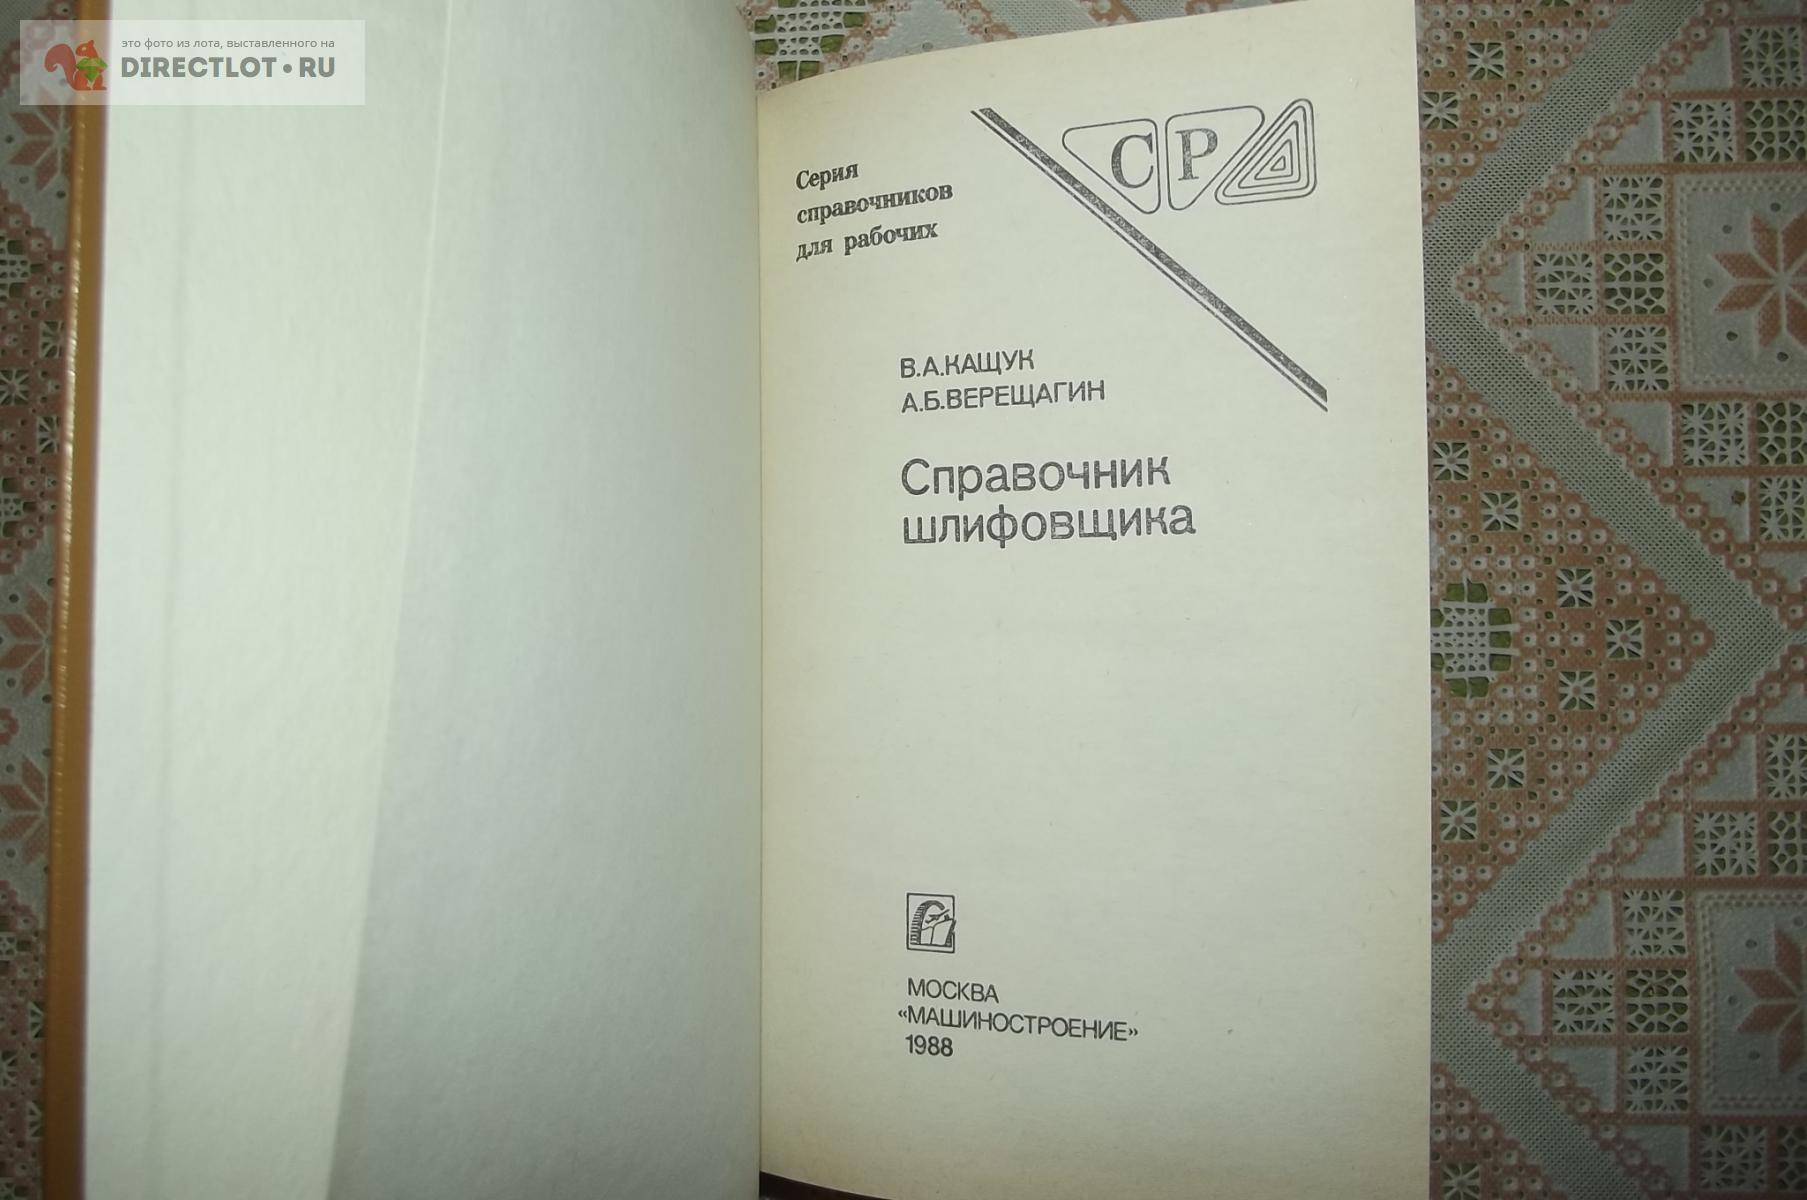 это фото из лота, выставленного на
DIRECTLOT•RU
СР
Серия
справочников
для рабочих
В.А.КАЩУК
А.Б.ВЕРЕЩАГИН
Справочник
шлифовщика
МОСКВА
«МАШИНОСТРОЕНИЕ»
1988